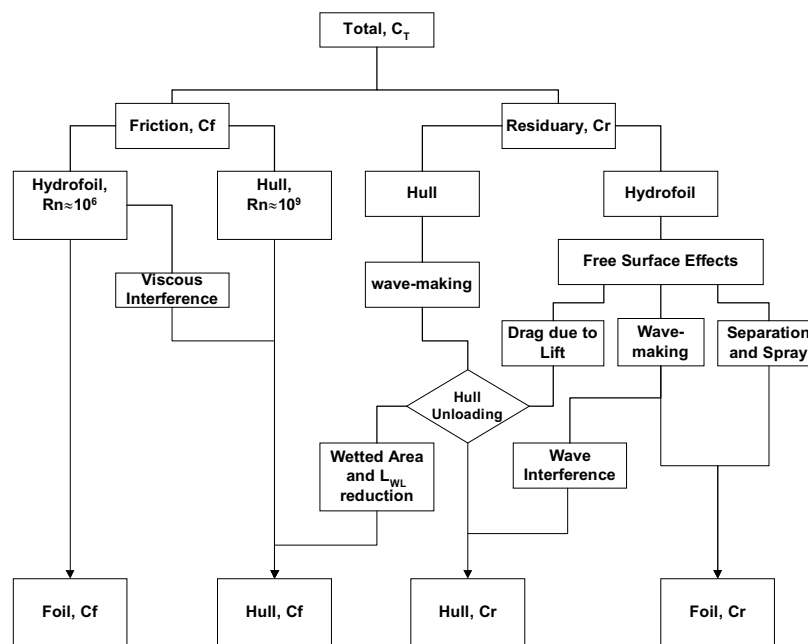 Total, C_T
Friction, Cf
Residuary, Cr
Hydrofoil,
Rn≈10⁶
Hull,
Rn≈10⁹
Hull
Hydrofoil
Viscous
Interference
wave-making
Free Surface Effects
Drag due to
Lift
Wave-
making
Separation
and Spray
Hull
Unloading
Wetted Area
and L_WL
reduction
Wave
Interference
Foil, Cf
Hull, Cf
Hull, Cr
Foil, Cr